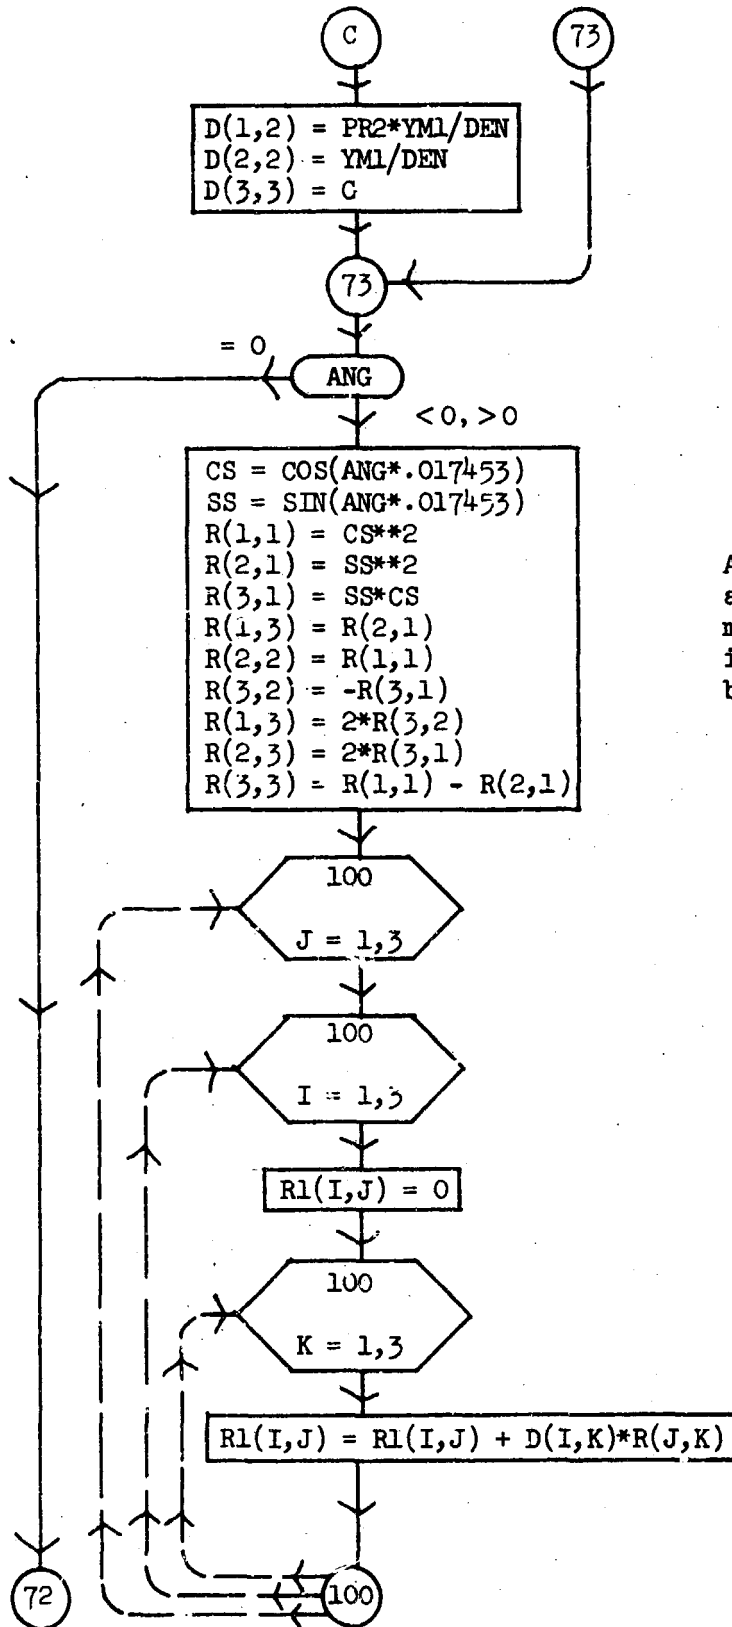 C
73
D(1,2) = PR2*YM1/DEN
D(2,2) = YM1/DEN
D(3,3) = G
73
= 0
ANG
<0, >0
CS = COS(ANG*.017453)
SS = SIN(ANG*.017453)
R(1,1) = CS**2
R(2,1) = SS**2
R(3,1) = SS*CS
R(1,3) = R(2,1)
R(2,2) = R(1,1)
R(3,2) = -R(3,1)
R(1,3) = 2*R(3,2)
R(2,3) = 2*R(3,1)
R(3,3) = R(1,1) - R(2,1)
100
J = 1,3
100
I = 1,3
R1(I,J) = 0
100
K = 1,3
R1(I,J) = R1(I,J) + D(I,K)*R(J,K)
72
100